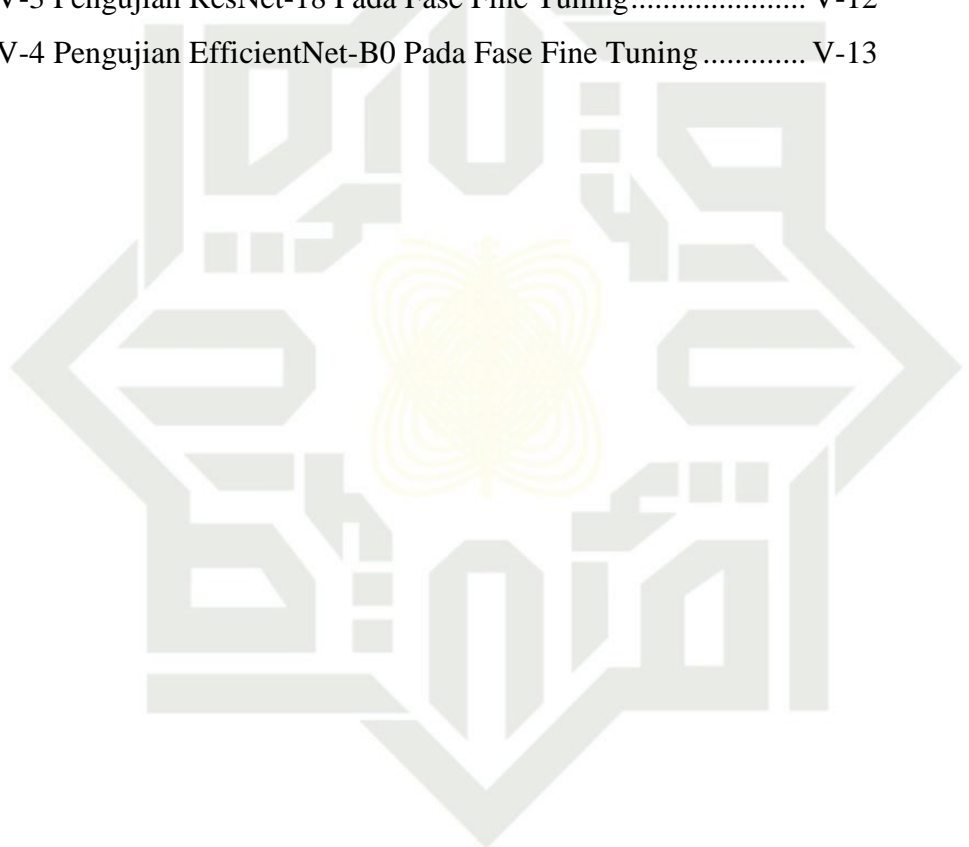 V-3 Pengujian ResNet-18 Pada Fase Fine Tuning...................... V-12
V-4 Pengujian EfficientNet-B0 Pada Fase Fine Tuning ............. V-13